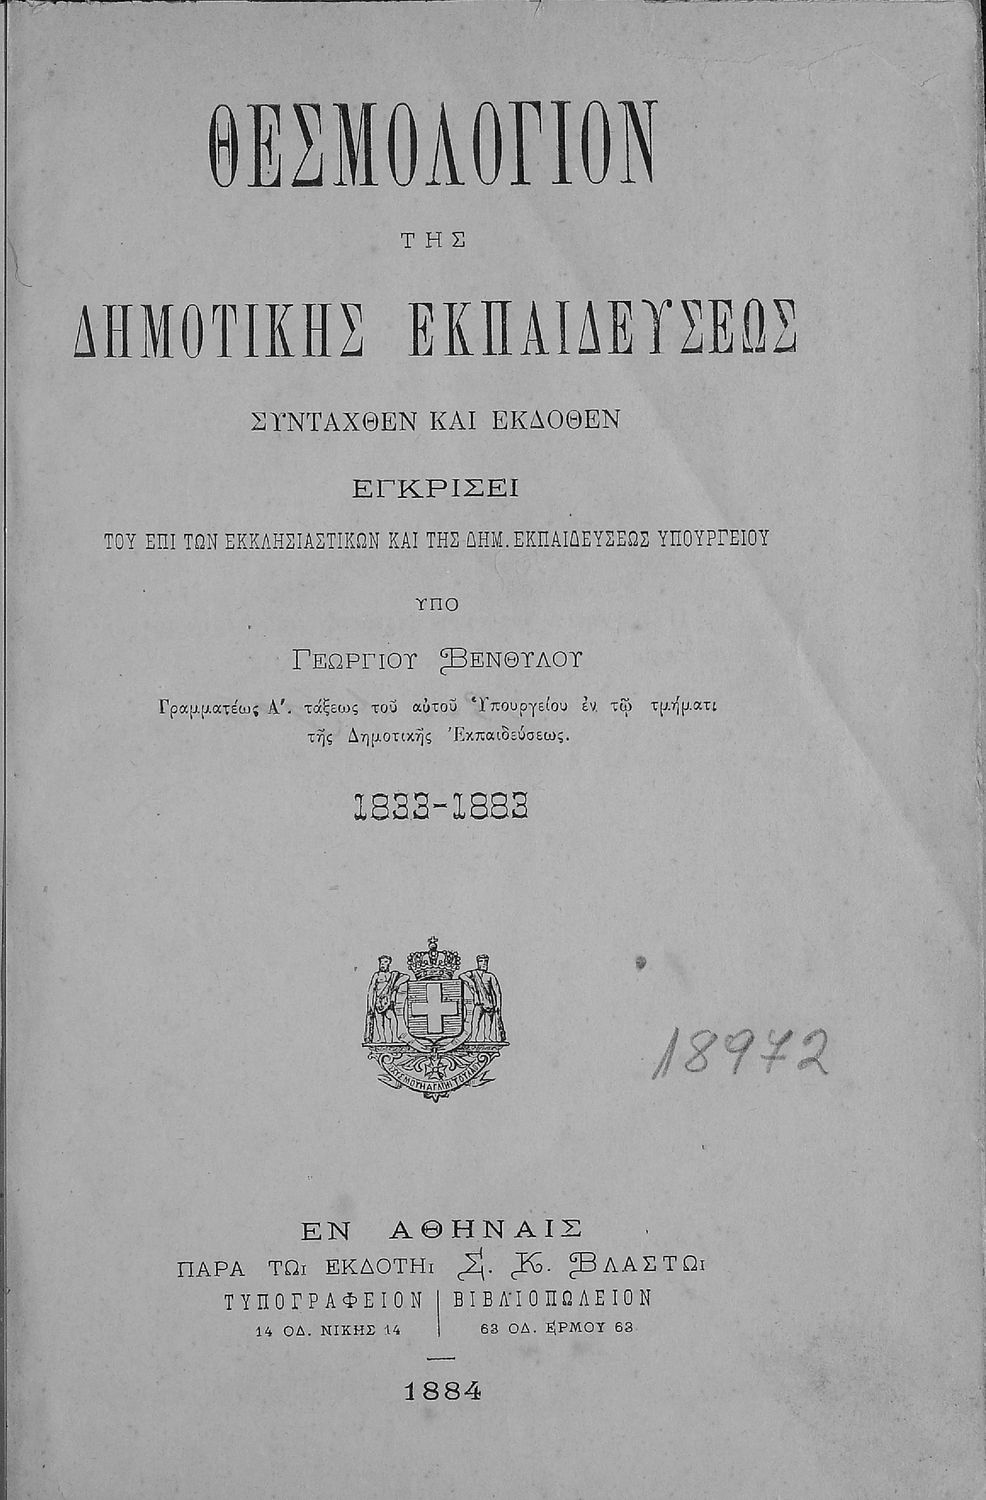 ΘΕΣΜΟΛΟΓΙΟΝ
ΤΗΣ
ΔΗΜΟΤΙΚΗΣ ΕΚΠΑΙΔΕΥΣΕΩΣ
ΣΥΝΤΑΧΘΕΝ ΚΑΙ ΕΚΔΟΘΕΝ
ΕΓΚΡΙΣΕΙ
ΤΟΥ ΕΠΙ ΤΩΝ ΕΚΚΛΗΣΙΑΣΤΙΚΩΝ ΚΑΙ ΤΗΣ ΔΗΜ. ΕΚΠΑΙΔΕΥΣΕΩΣ ΥΠΟΥΡΓΕΙΟΥ
ΥΠΟ
ΓΕΩΡΓΙΟΥ ΒΕΝΘΥΛΟΥ
Γραμματέως Α΄. τάξεως τοῦ αὐτοῦ Ὑπουργείου ἐν τῷ τμήματι
τῆς Δημοτικῆς Ἐκπαιδεύσεως.
1833-1883
18972
ΕΝ ΑΘΗΝΑΙΣ
ΠΑΡΑ ΤΩι ΕΚΔΟΤΗι Σ. Κ. ΒΛΑΣΤΩι
ΤΥΠΟΓΡΑΦΕΙΟΝ | ΒΙΒΛΙΟΠΩΛΕΙΟΝ
14 ΟΔ. ΝΙΚΗΣ 14 | 63 ΟΔ. ΕΡΜΟΥ 63
1884